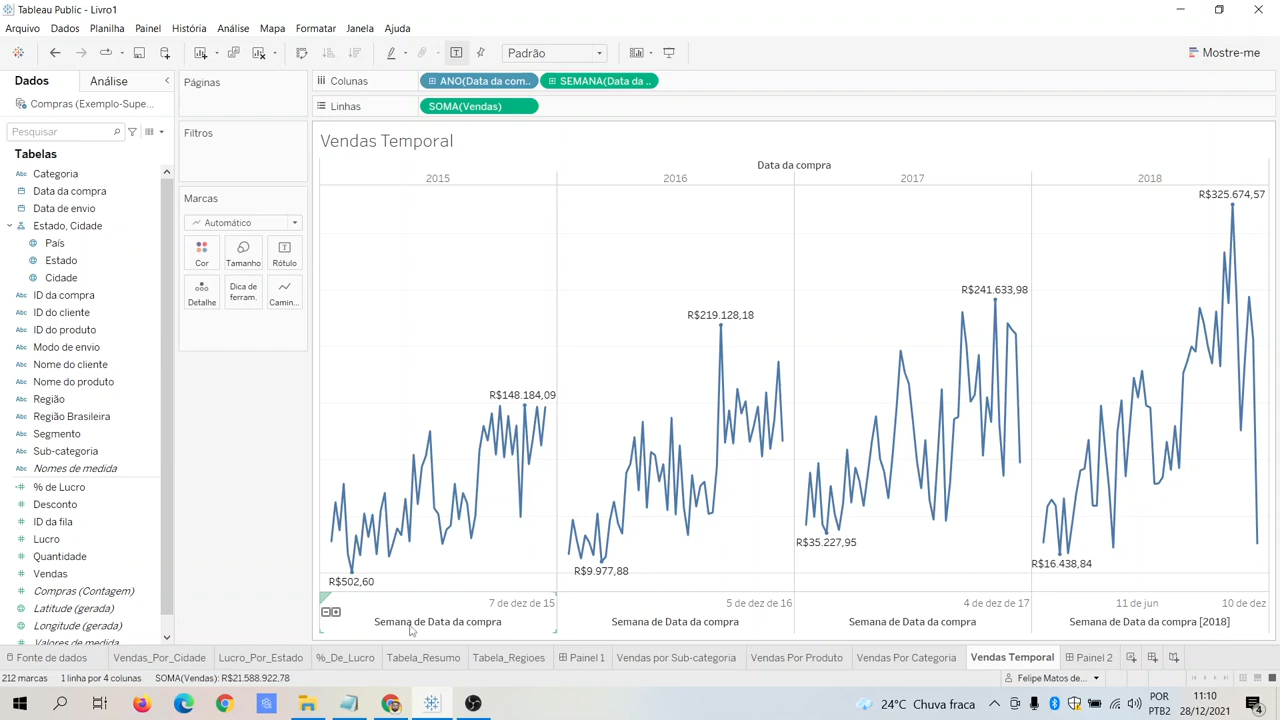 Tableau Public - Livro1
Arquivo Dados Planilha Painel História Análise Mapa Formatar Janela Ajuda
Padrão
Mostre-me
Dados Análise
Compras (Exemplo-Supe...
Pesquisar
Tabelas
Categoria
Data da compra
Data de envio
Estado, Cidade
País
Estado
Cidade
ID da compra
ID do cliente
ID do produto
Modo de envio
Nome do cliente
Nome do produto
Região
Região Brasileira
Segmento
Sub-categoria
Nomes de medida
% de Lucro
Desconto
ID da fila
Lucro
Quantidade
Vendas
Compras (Contagem)
Latitude (gerada)
Longitude (gerada)
Valores de medida
Páginas
Filtros
Marcas
Automático
Cor Tamanho Rótulo
Detalhe Dica de ferram. Camin...
Colunas ANO(Data da com.. SEMANA(Data da ..
Linhas SOMA(Vendas)
Vendas Temporal
Data da compra
2015 2016 2017 2018
R$325.674,57
R$241.633,98
R$219.128,18
R$148.184,09
R$35.227,95
R$16.438,84
R$9.977,88
R$502,60
7 de dez de 15 5 de dez de 16 4 de dez de 17 11 de jun 10 de dez
Semana de Data da compra Semana de Data da compra Semana de Data da compra Semana de Data da compra [2018]
Fonte de dados Vendas_Por_Cidade Lucro_Por_Estado %_De_Lucro Tabela_Resumo Tabela_Regioes Painel 1 Vendas por Sub-categoria Vendas Por Produto Vendas Por Categoria Vendas Temporal Painel 2
212 marcas 1 linha por 4 colunas SOMA(Vendas): R$21.588.922,78 Felipe Matos de...
24°C Chuva fraca
POR
PTB2
11:10
28/12/2021
4